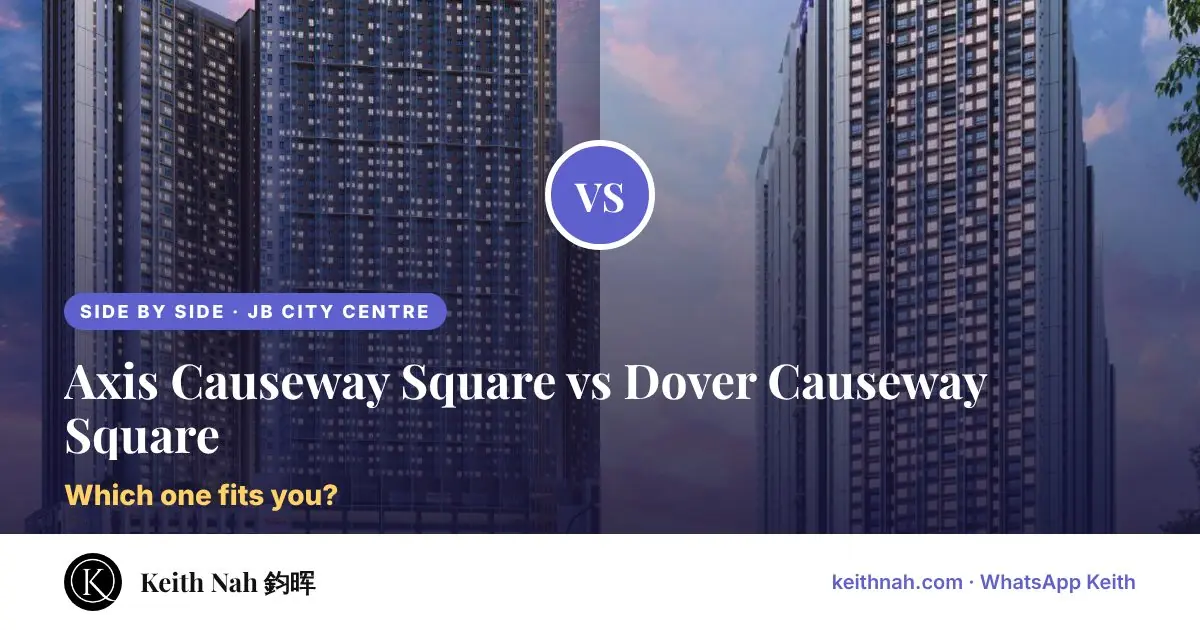 VS
SIDE BY SIDE · JB CITY CENTRE
Axis Causeway Square vs Dover Causeway
Square
Which one fits you?
K
Keith Nah 鈞晖
keithnah.com · WhatsApp Keith